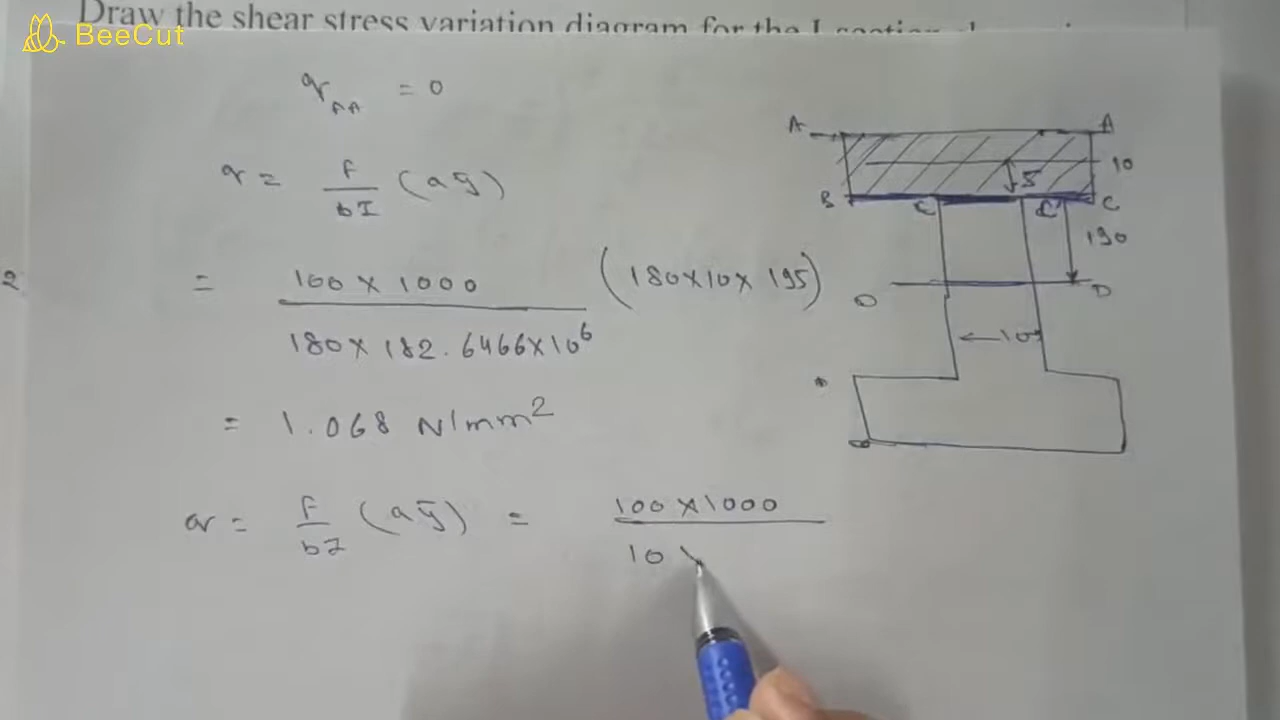 Draw the shear stress variation diagram for the I section
BeeCut
q_AA = 0
q = F/bI (aȳ)
= 100 × 1000 / 180 × 182.6466×10^6 (180×10× 195)
= 1.068 N/mm2
q = F/bI (aȳ) = 100 × 1000 / 10 ×
2
A A
10
5
B C C' C
190
D D
10